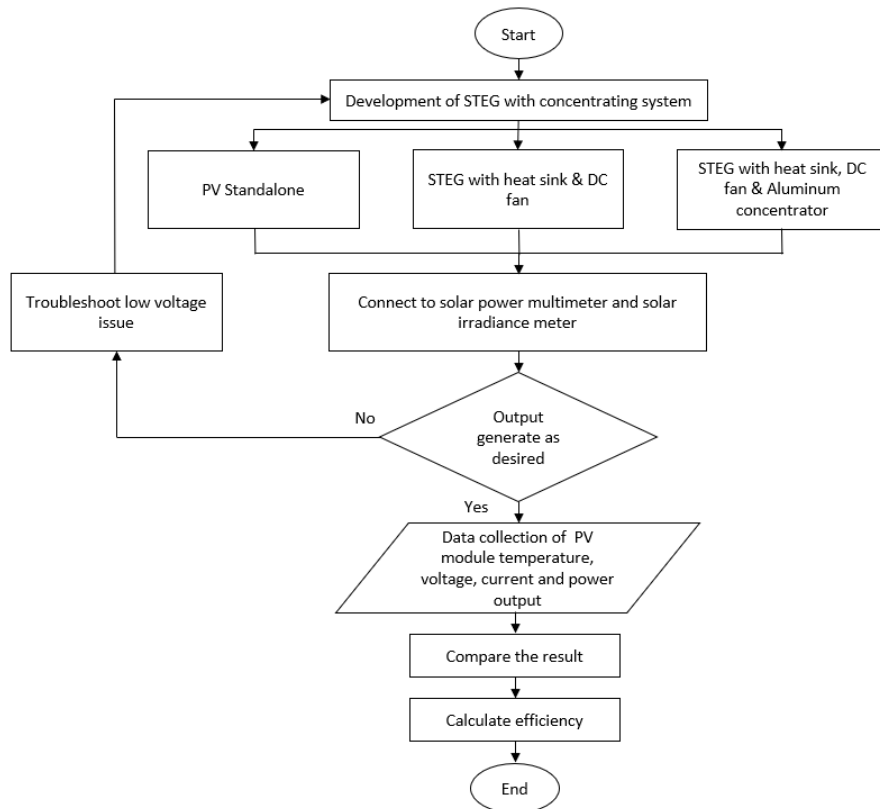 Start
Development of STEG with concentrating system
PV Standalone
STEG with heat sink & DC
fan
STEG with heat sink, DC
fan & Aluminum
concentrator
Troubleshoot low voltage
issue
Connect to solar power multimeter and solar
irradiance meter
No
Output
generate as
desired
Yes
Data collection of PV
module temperature,
voltage, current and power
output
Compare the result
Calculate efficiency
End